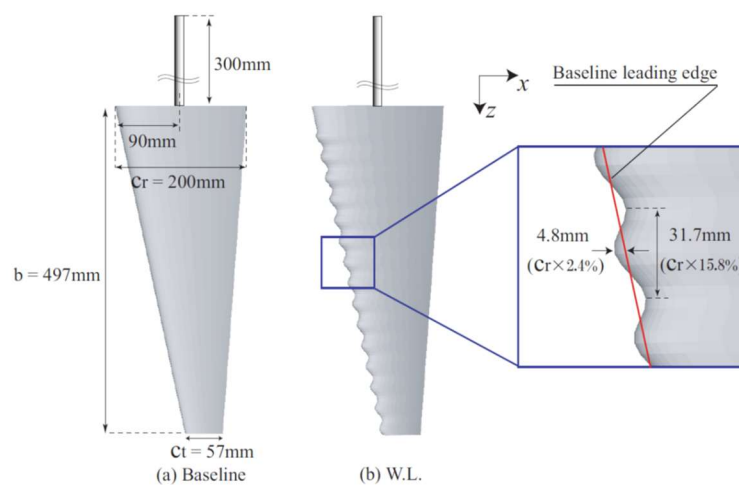 300mm
x
z
Baseline leading edge
90mm
cr = 200mm
4.8mm
(cr×2.4%)
31.7mm
(cr×15.8%
b = 497mm
ct = 57mm
(a) Baseline
(b) W.L.